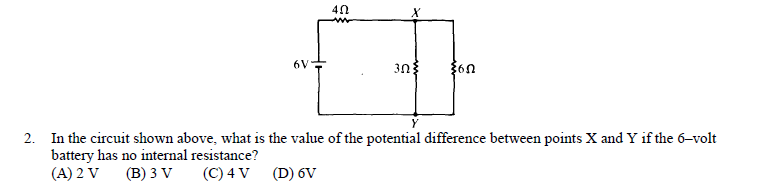 4Ω X
6V 3Ω 6Ω
Y
2. In the circuit shown above, what is the value of the potential difference between points X and Y if the 6–volt
battery has no internal resistance?
(A) 2 V (B) 3 V (C) 4 V (D) 6V